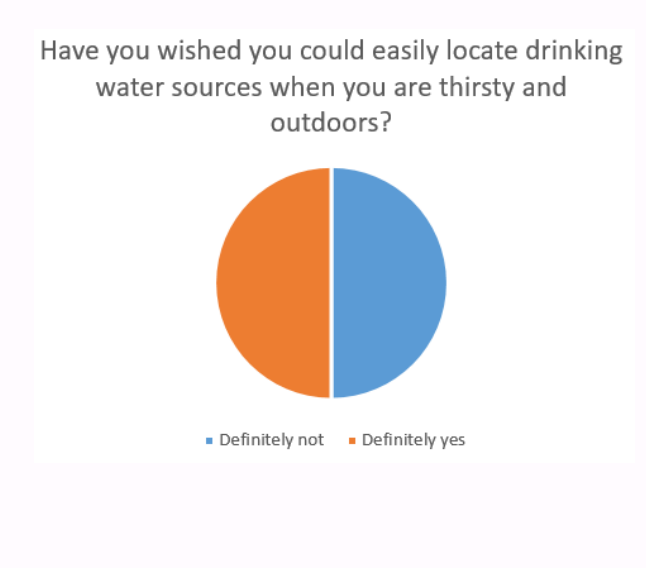 Have you wished you could easily locate drinking
water sources when you are thirsty and
outdoors?
Definitely not Definitely yes